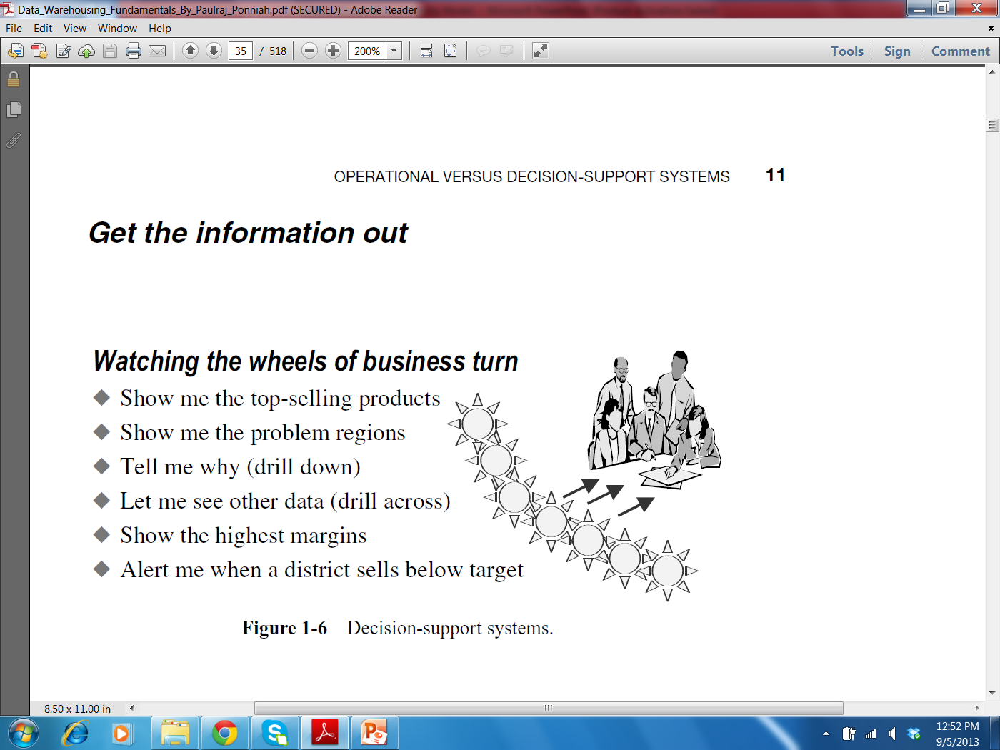 Data_Warehousing_Fundamentals_By_Paulraj_Ponniah.pdf (SECURED) - Adobe Reader
File Edit View Window Help
35 / 518 200% Tools Sign Comment
OPERATIONAL VERSUS DECISION-SUPPORT SYSTEMS 11
Get the information out
Watching the wheels of business turn
Show me the top-selling products
Show me the problem regions
Tell me why (drill down)
Let me see other data (drill across)
Show the highest margins
Alert me when a district sells below target
Figure 1-6 Decision-support systems.
8.50 x 11.00 in
12:52 PM
9/5/2013